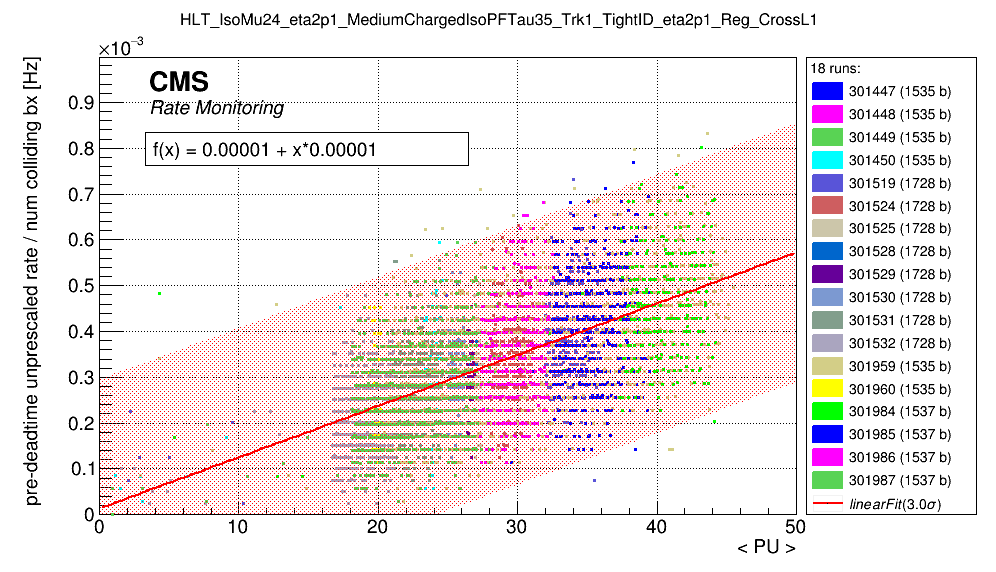 HLT_IsoMu24_eta2p1_MediumChargedIsoPFTau35_Trk1_TightID_eta2p1_Reg_CrossL1
×10⁻³
pre-deadtime unprescaled rate / num colliding bx [Hz]
CMS
Rate Monitoring
f(x) = 0.00001 + x*0.00001
0.9
0.8
0.7
0.6
0.5
0.4
0.3
0.2
0.1
0
0 10 20 30 40 50
< PU >
18 runs:
301447 (1535 b)
301448 (1535 b)
301449 (1535 b)
301450 (1535 b)
301519 (1728 b)
301524 (1728 b)
301525 (1728 b)
301528 (1728 b)
301529 (1728 b)
301530 (1728 b)
301531 (1728 b)
301532 (1728 b)
301959 (1535 b)
301960 (1535 b)
301984 (1537 b)
301985 (1537 b)
301986 (1537 b)
301987 (1537 b)
linearFit(3.0σ)